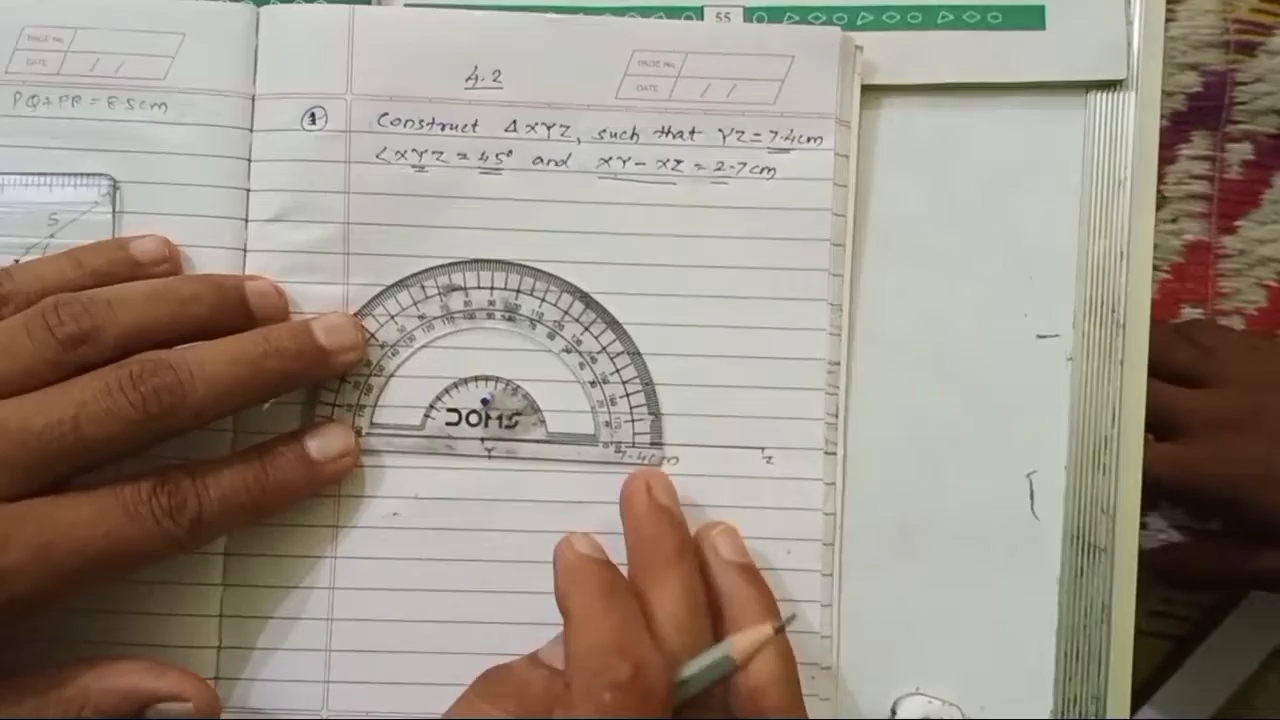 55
PAGE No.
DATE / /
PQ+PR = 8.5cm
S
4.2
PAGE No.
DATE / /
1 Construct ΔXYZ, such that YZ = 7.4cm
∠XYZ = 45° and XY - XZ = 2.7cm
DOMS
Y 7.4cm Z